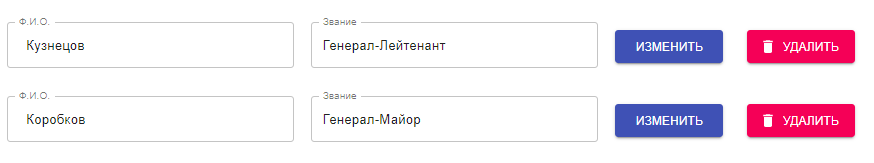 Ф.И.О. Звание
Кузнецов Генерал-Лейтенант ИЗМЕНИТЬ УДАЛИТЬ
Ф.И.О. Звание
Коробков Генерал-Майор ИЗМЕНИТЬ УДАЛИТЬ